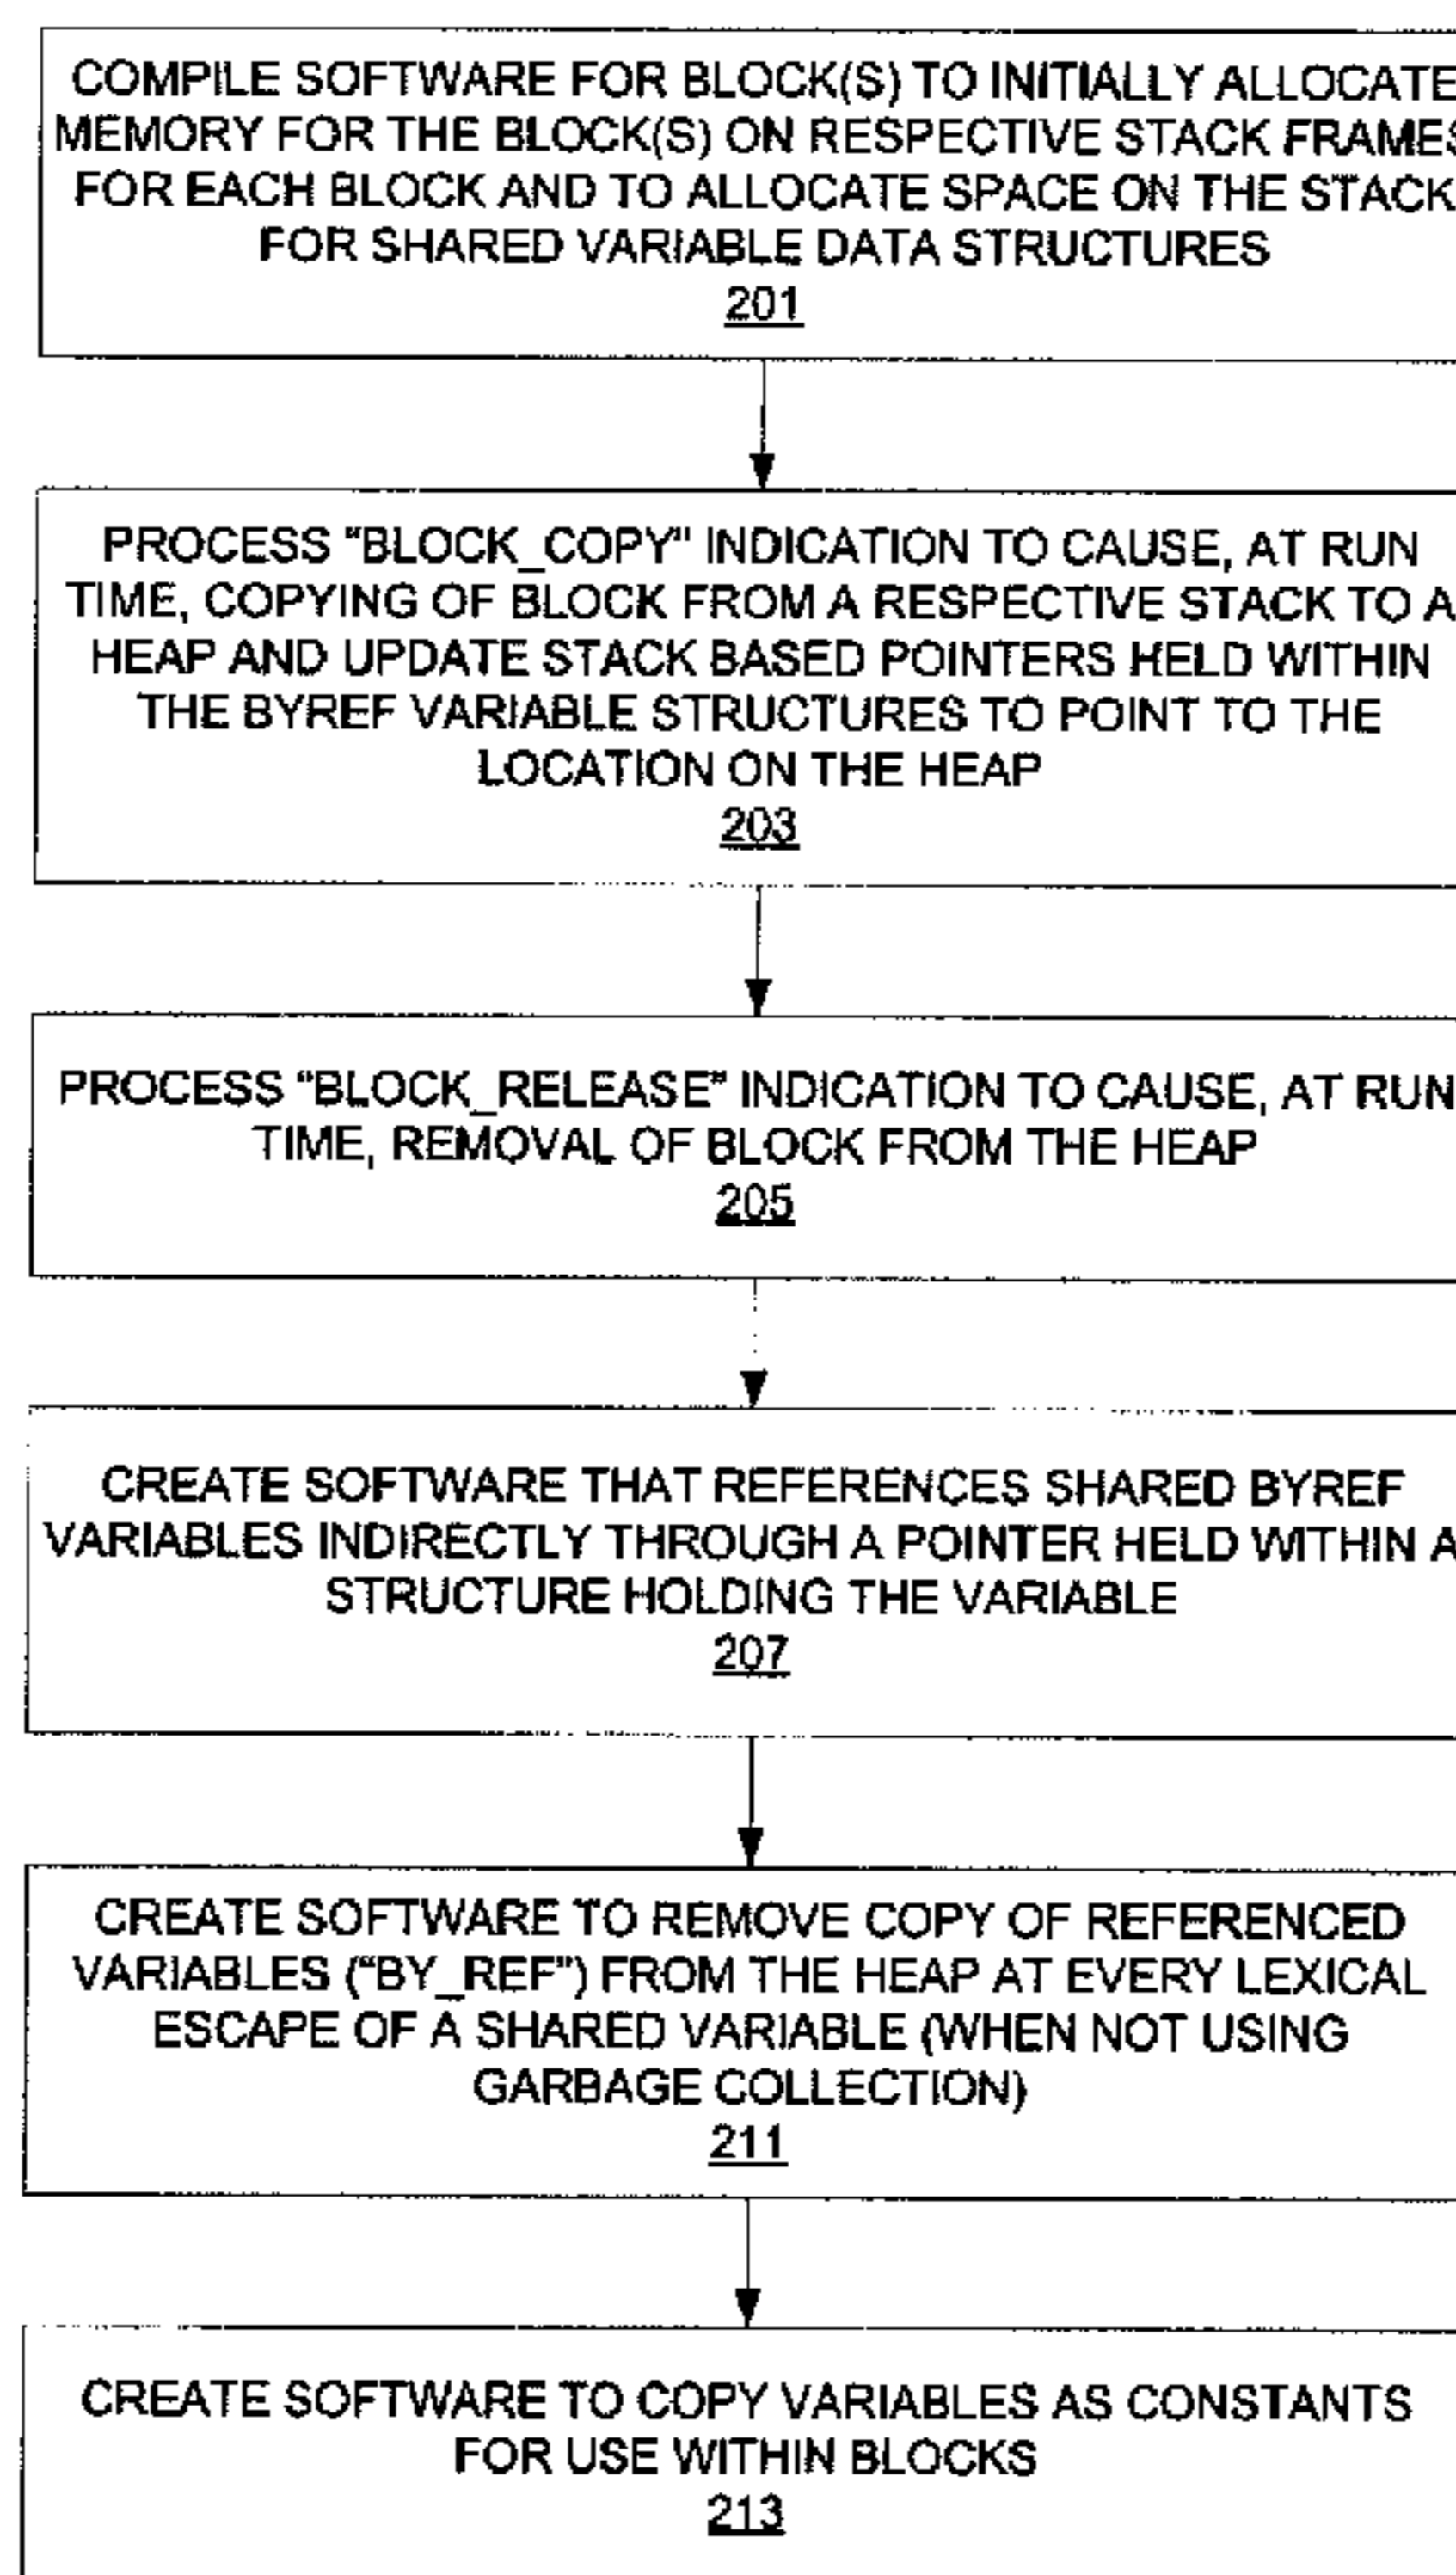 COMPILE SOFTWARE FOR BLOCK(S) TO INITIALLY ALLOCATE
MEMORY FOR THE BLOCK(S) ON RESPECTIVE STACK FRAMES
FOR EACH BLOCK AND TO ALLOCATE SPACE ON THE STACK
FOR SHARED VARIABLE DATA STRUCTURES
201
PROCESS "BLOCK_COPY" INDICATION TO CAUSE, AT RUN
TIME, COPYING OF BLOCK FROM A RESPECTIVE STACK TO A
HEAP AND UPDATE STACK BASED POINTERS HELD WITHIN
THE BYREF VARIABLE STRUCTURES TO POINT TO THE
LOCATION ON THE HEAP
203
PROCESS "BLOCK_RELEASE" INDICATION TO CAUSE, AT RUN
TIME, REMOVAL OF BLOCK FROM THE HEAP
205
CREATE SOFTWARE THAT REFERENCES SHARED BYREF
VARIABLES INDIRECTLY THROUGH A POINTER HELD WITHIN A
STRUCTURE HOLDING THE VARIABLE
207
CREATE SOFTWARE TO REMOVE COPY OF REFERENCED
VARIABLES ("BY_REF") FROM THE HEAP AT EVERY LEXICAL
ESCAPE OF A SHARED VARIABLE (WHEN NOT USING
GARBAGE COLLECTION)
211
CREATE SOFTWARE TO COPY VARIABLES AS CONSTANTS
FOR USE WITHIN BLOCKS
213